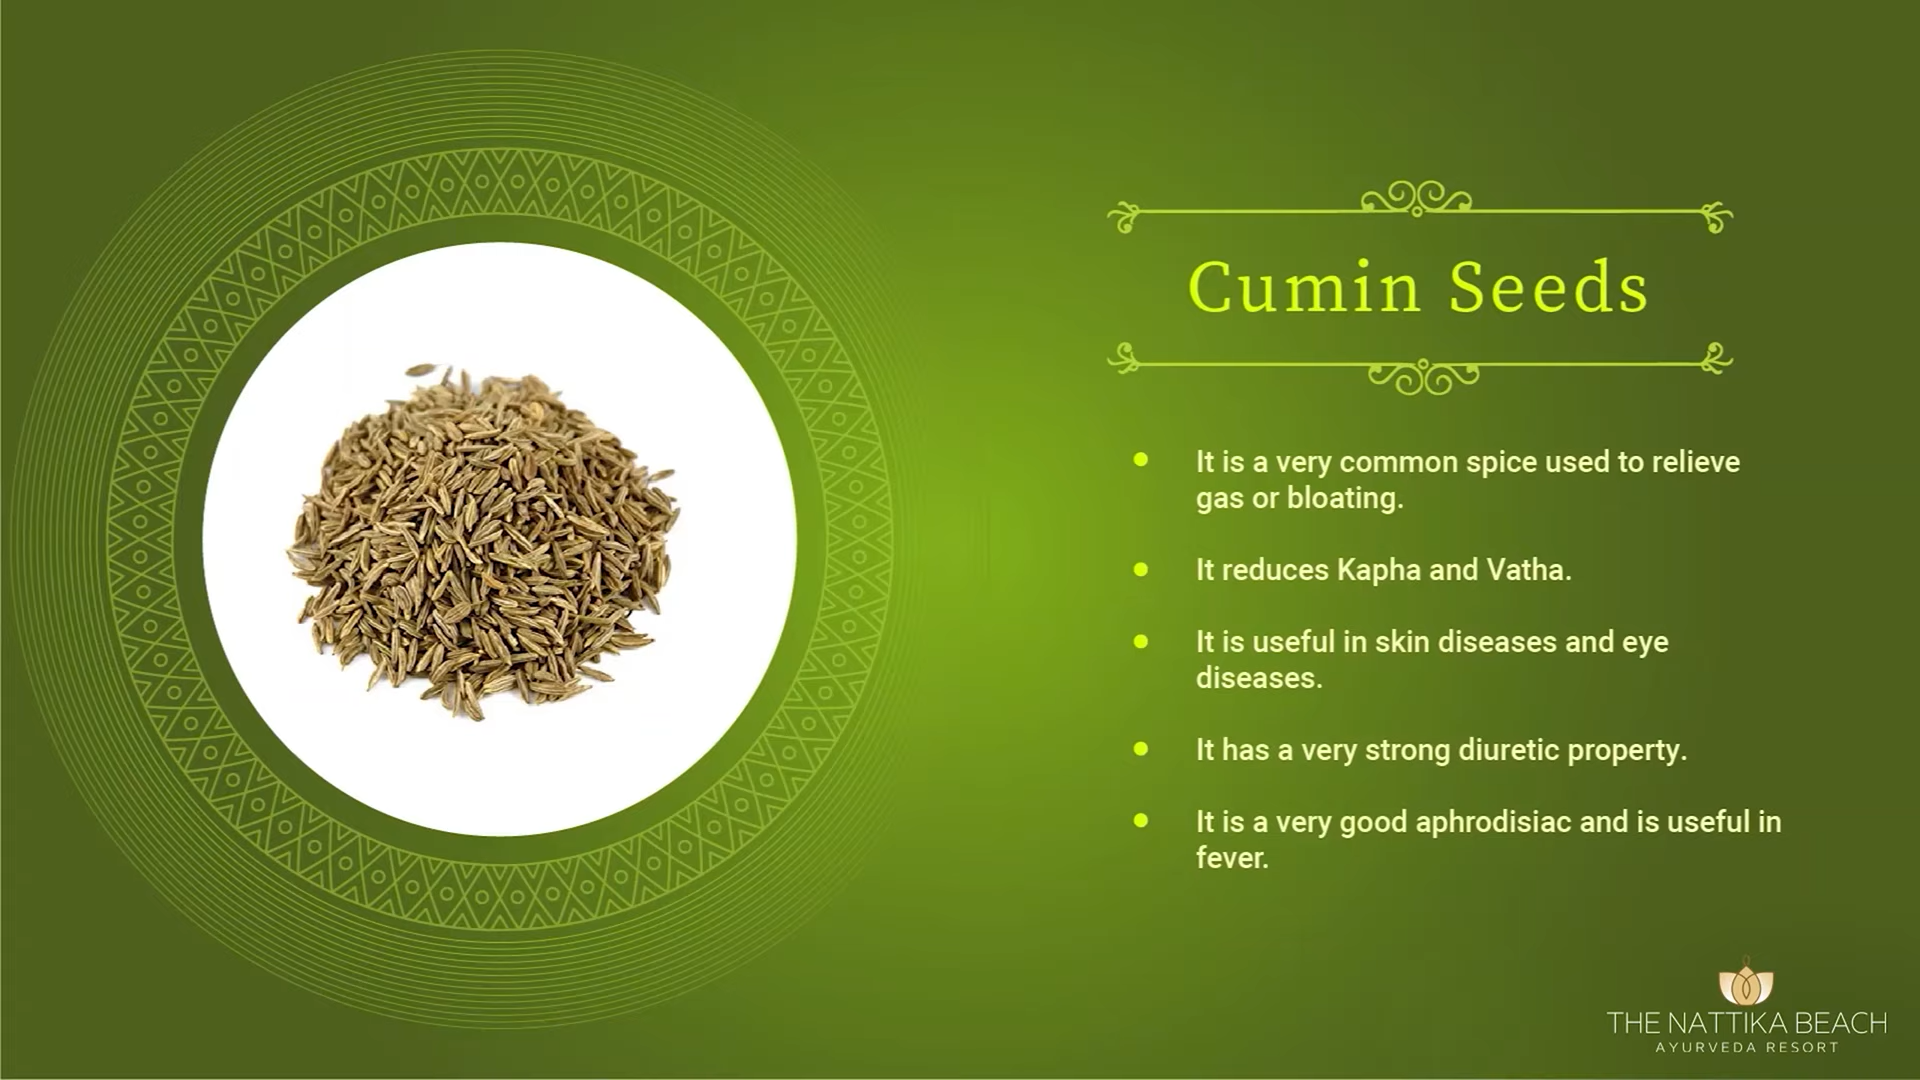 Cumin Seeds
It is a very common spice used to relieve
gas or bloating.
It reduces Kapha and Vatha.
It is useful in skin diseases and eye
diseases.
It has a very strong diuretic property.
It is a very good aphrodisiac and is useful in
fever.
THE NATTIKA BEACH
AYURVEDA RESORT